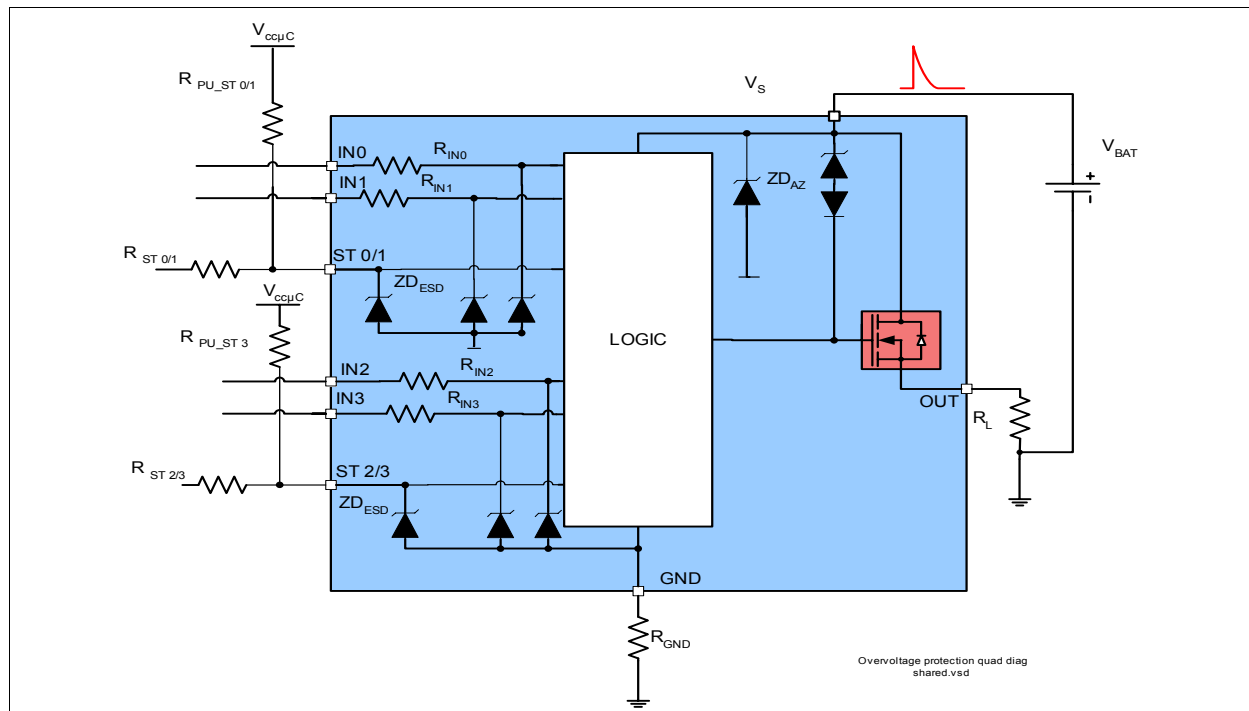 VccµC
R PU_ST 0/1
VS
VBAT
+
IN0
RIN0
IN1
RIN1
ZDAZ
R ST 0/1
ST 0/1
ZDESD
VccµC
R PU_ST 3
LOGIC
RIN2
IN2
IN3
RIN3
OUT
RL
R ST 2/3
ST 2/3
ZDESD
GND
RGND
Overvoltage protection quad diag
shared.vsd